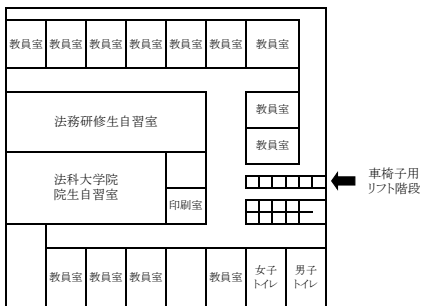 教員室 教員室 教員室 教員室 教員室 教員室 教員室
教員室
法務研修生自習室
教員室
法科大学院
院生自習室
車椅子用
リフト階段
印刷室
教員室 教員室 教員室 教員室
女子
トイレ
男子
トイレ